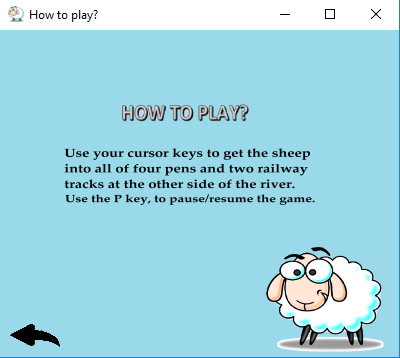 How to play?
HOW TO PLAY?
Use your cursor keys to get the sheep
into all of four pens and two railway
tracks at the other side of the river.
Use the P key, to pause/resume the game.